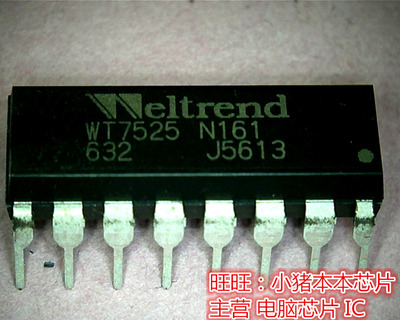 Weltrend
WT7525 N161
632 J5613
旺旺：小猪本本芯片
主营 电脑芯片 IC